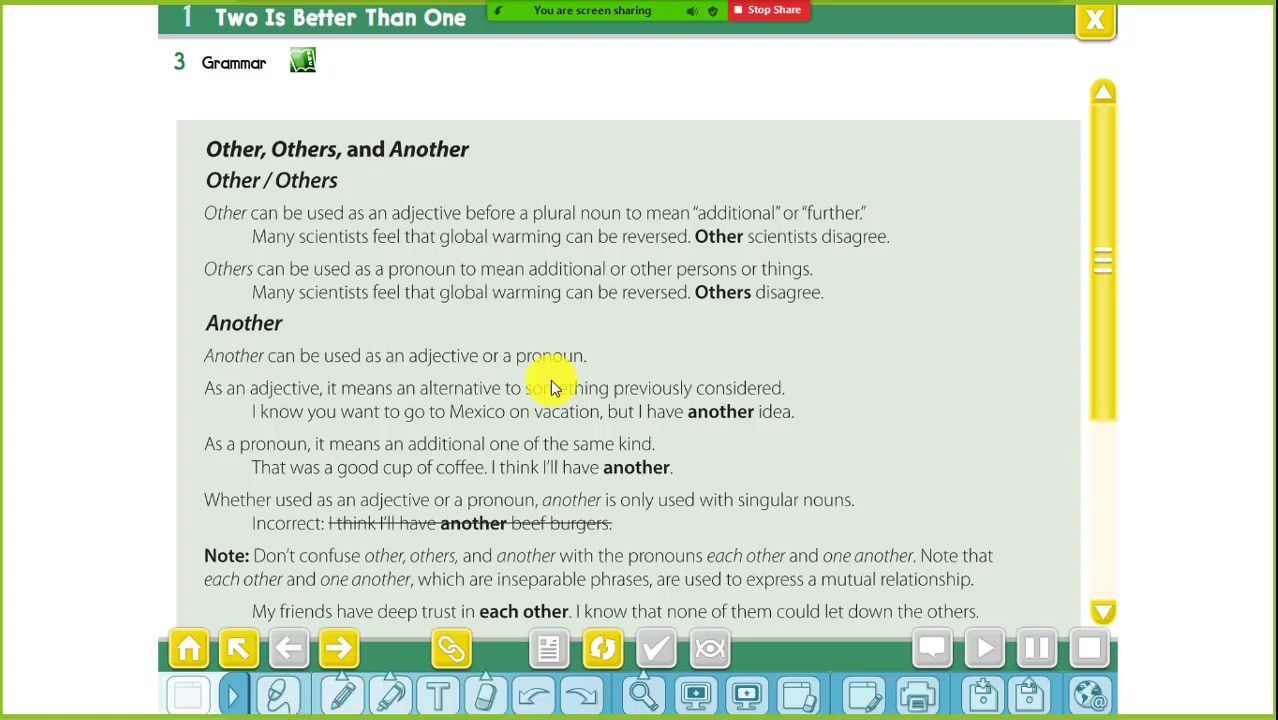 You are screen sharing Stop Share
1 Two Is Better Than One X
3 Grammar
Other, Others, and Another
Other / Others
Other can be used as an adjective before a plural noun to mean “additional” or “further.”
Many scientists feel that global warming can be reversed. Other scientists disagree.
Others can be used as a pronoun to mean additional or other persons or things.
Many scientists feel that global warming can be reversed. Others disagree.
Another
Another can be used as an adjective or a pronoun.
As an adjective, it means an alternative to something previously considered.
I know you want to go to Mexico on vacation, but I have another idea.
As a pronoun, it means an additional one of the same kind.
That was a good cup of coffee. I think I’ll have another.
Whether used as an adjective or a pronoun, another is only used with singular nouns.
Incorrect: I think I’ll have another beef burgers.
Note: Don’t confuse other, others, and another with the pronouns each other and one another. Note that
each other and one another, which are inseparable phrases, are used to express a mutual relationship.
My friends have deep trust in each other. I know that none of them could let down the others.
T